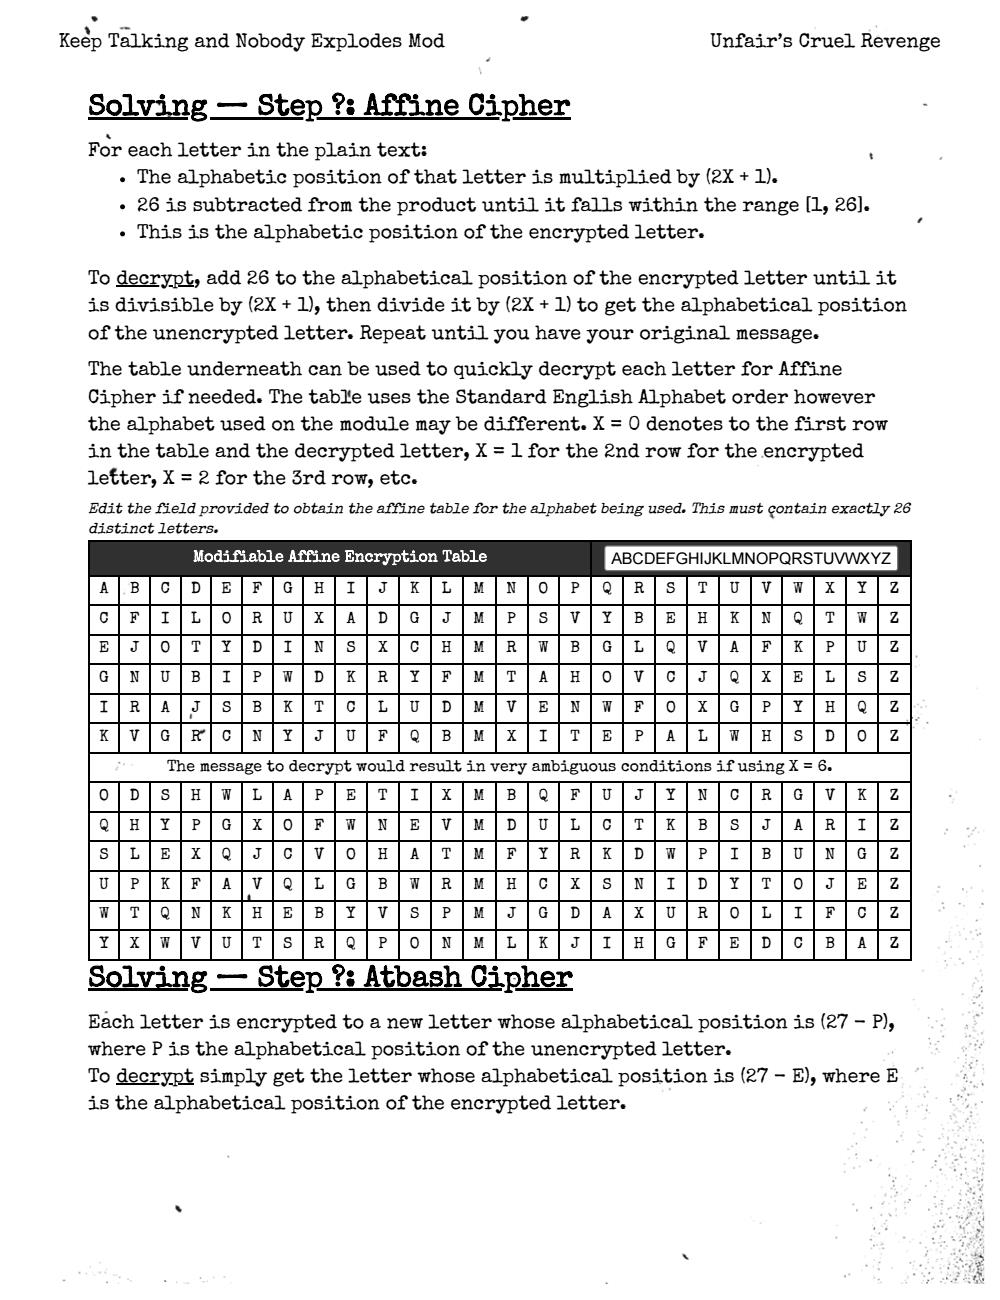 Keep Talking and Nobody Explodes Mod
Unfair's Cruel Revenge
Solving — Step ?: Affine Cipher
For each letter in the plain text:
• The alphabetic position of that letter is multiplied by (2X + 1).
• 26 is subtracted from the product until it falls within the range [1, 26].
• This is the alphabetic position of the encrypted letter.
To decrypt, add 26 to the alphabetical position of the encrypted letter until it
is divisible by (2X + 1), then divide it by (2X + 1) to get the alphabetical position
of the unencrypted letter. Repeat until you have your original message.
The table underneath can be used to quickly decrypt each letter for Affine
Cipher if needed. The table uses the Standard English Alphabet order however
the alphabet used on the module may be different. X = 0 denotes to the first row
in the table and the decrypted letter, X = 1 for the 2nd row for the encrypted
letter, X = 2 for the 3rd row, etc.
Edit the field provided to obtain the affine table for the alphabet being used. This must contain exactly 26
distinct letters.
Modifiable Affine Encryption Table ABCDEFGHIJKLMNOPQRSTUVWXYZ
A B C D E F G H I J K L M N O P Q R S T U V W X Y Z
C F I L O R U X A D G J M P S V Y B E H K N Q T W Z
E J O T Y D I N S X C H M R W B G L Q V A F K P U Z
G N U B I P W D K R Y F M T A H O V C J Q X E L S Z
I R A J S B K T C L U D M V E N W F O X G P Y H Q Z
K V G R C N Y J U F Q B M X I T E P A L W H S D O Z
The message to decrypt would result in very ambiguous conditions if using X = 6.
O D S H W L A P E T I X M B Q F U J Y N C R G V K Z
Q H Y P G X O F W N E V M D U L C T K B S J A R I Z
S L E X Q J C V O H A T M F Y R K D W P I B U N G Z
U P K F A V Q L G B W R M H C X S N I D Y T O J E Z
W T Q N K H E B Y V S P M J G D A X U R O L I F C Z
Y X W V U T S R Q P O N M L K J I H G F E D C B A Z
Solving — Step ?: Atbash Cipher
Each letter is encrypted to a new letter whose alphabetical position is (27 – P),
where P is the alphabetical position of the unencrypted letter.
To decrypt simply get the letter whose alphabetical position is (27 – E), where E
is the alphabetical position of the encrypted letter.